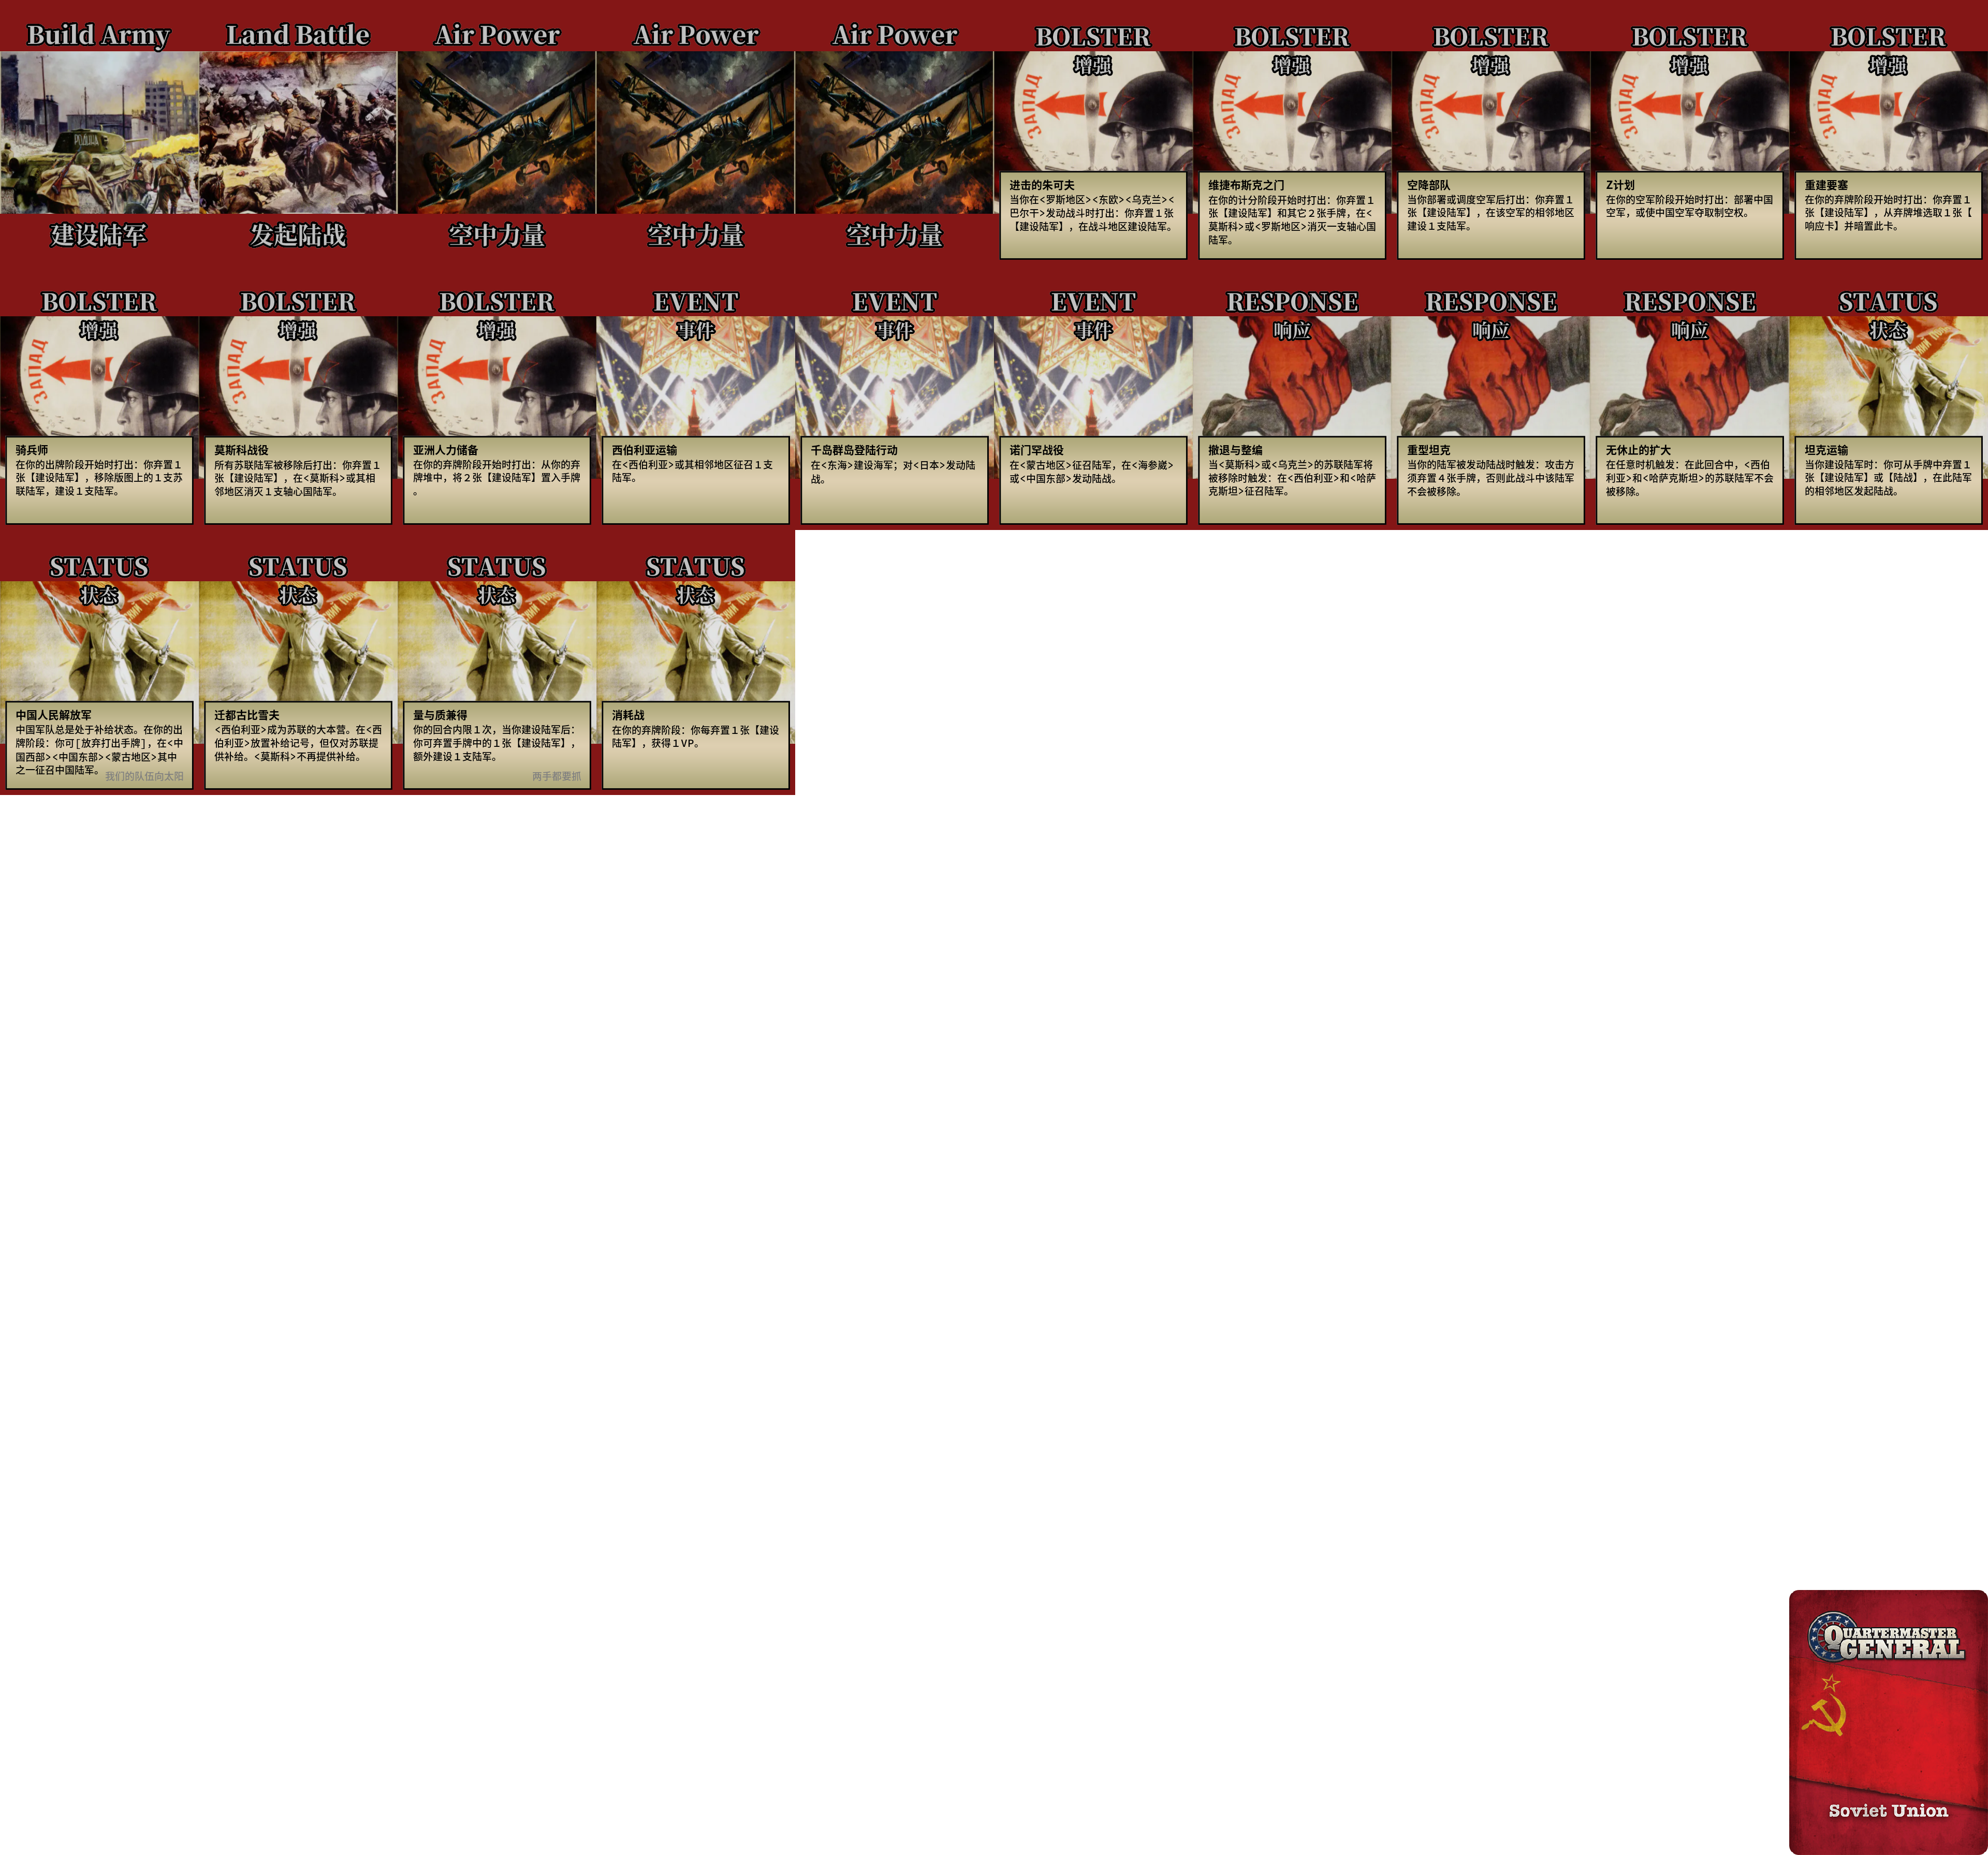 Build Army
建设陆军
Land Battle
发起陆战
Air Power
空中力量
Air Power
空中力量
Air Power
空中力量
BOLSTER
增强
ЗАПАД
进击的朱可夫
当你在<罗斯地区><东欧><乌克兰><
巴尔干>发动战斗时打出：你弃置１张
【建设陆军】，在战斗地区建设陆军。
BOLSTER
增强
ЗАПАД
维捷布斯克之门
在你的计分阶段开始时打出：你弃置１
张【建设陆军】和其它２张手牌，在<
莫斯科>或<罗斯地区>消灭一支轴心国
陆军。
BOLSTER
增强
ЗАПАД
空降部队
当你部署或调度空军后打出：你弃置１
张【建设陆军】，在该空军的相邻地区
建设１支陆军。
BOLSTER
增强
ЗАПАД
Z计划
在你的空军阶段开始时打出：部署中国
空军，或使中国空军夺取制空权。
BOLSTER
增强
ЗАПАД
重建要塞
在你的弃牌阶段开始时打出：你弃置１
张【建设陆军】，从弃牌堆选取１张【
响应卡】并暗置此卡。
BOLSTER
增强
ЗАПАД
骑兵师
在你的出牌阶段开始时打出：你弃置１
张【建设陆军】，移除版图上的１支苏
联陆军，建设１支陆军。
BOLSTER
增强
ЗАПАД
莫斯科战役
所有苏联陆军被移除后打出：你弃置１
张【建设陆军】，在<莫斯科>或其相
邻地区消灭１支轴心国陆军。
BOLSTER
增强
ЗАПАД
亚洲人力储备
在你的弃牌阶段开始时打出：从你的弃
牌堆中，将２张【建设陆军】置入手牌
。
EVENT
事件
西伯利亚运输
在<西伯利亚>或其相邻地区征召１支
陆军。
EVENT
事件
千岛群岛登陆行动
在<东海>建设海军；对<日本>发动陆
战。
EVENT
事件
诺门罕战役
在<蒙古地区>征召陆军，在<海参崴>
或<中国东部>发动陆战。
RESPONSE
响应
撤退与整编
当<莫斯科>或<乌克兰>的苏联陆军将
被移除时触发：在<西伯利亚>和<哈萨
克斯坦>征召陆军。
RESPONSE
响应
重型坦克
当你的陆军被发动陆战时触发：攻击方
须弃置４张手牌，否则此战斗中该陆军
不会被移除。
RESPONSE
响应
无休止的扩大
在任意时机触发：在此回合中，<西伯
利亚>和<哈萨克斯坦>的苏联陆军不会
被移除。
STATUS
状态
坦克运输
当你建设陆军时：你可从手牌中弃置１
张【建设陆军】或【陆战】，在此陆军
的相邻地区发起陆战。
STATUS
状态
中国人民解放军
中国军队总是处于补给状态。在你的出
牌阶段：你可[放弃打出手牌]，在<中
国西部><中国东部><蒙古地区>其中
之一征召中国陆军。
我们的队伍向太阳
STATUS
状态
迁都古比雪夫
<西伯利亚>成为苏联的大本营。在<西
伯利亚>放置补给记号，但仅对苏联提
供补给。<莫斯科>不再提供补给。
STATUS
状态
量与质兼得
你的回合内限１次，当你建设陆军后：
你可弃置手牌中的１张【建设陆军】，
额外建设１支陆军。
两手都要抓
STATUS
状态
消耗战
在你的弃牌阶段：你每弃置１张【建设
陆军】，获得１VP。
QUARTERMASTER
GENERAL
Soviet Union